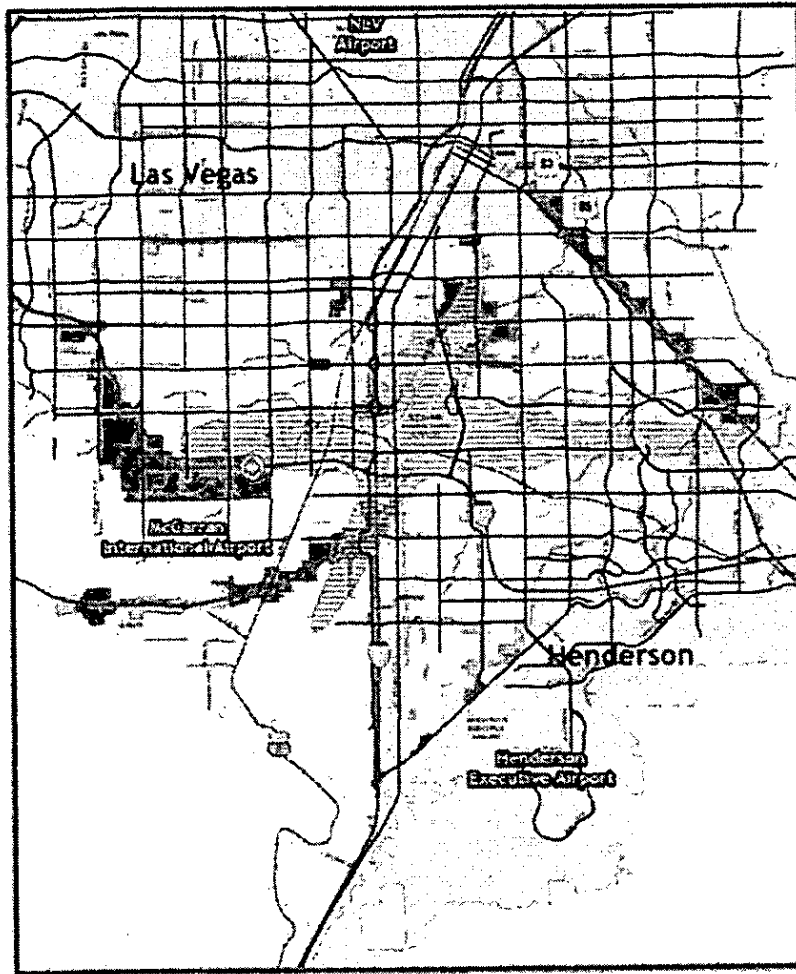 NLV
Airport
Las Vegas
McCarran
International Airport
Henderson
Henderson
Executive Airport